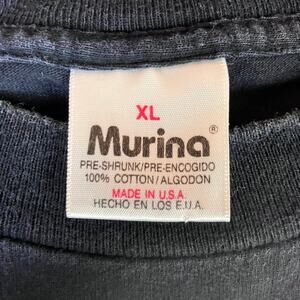 XL
Murina®
PRE-SHRUNK/PRE-ENCOGIDO
100% COTTON/ALGODON
MADE IN U.S.A.
HECHO EN LOS E.U.A.